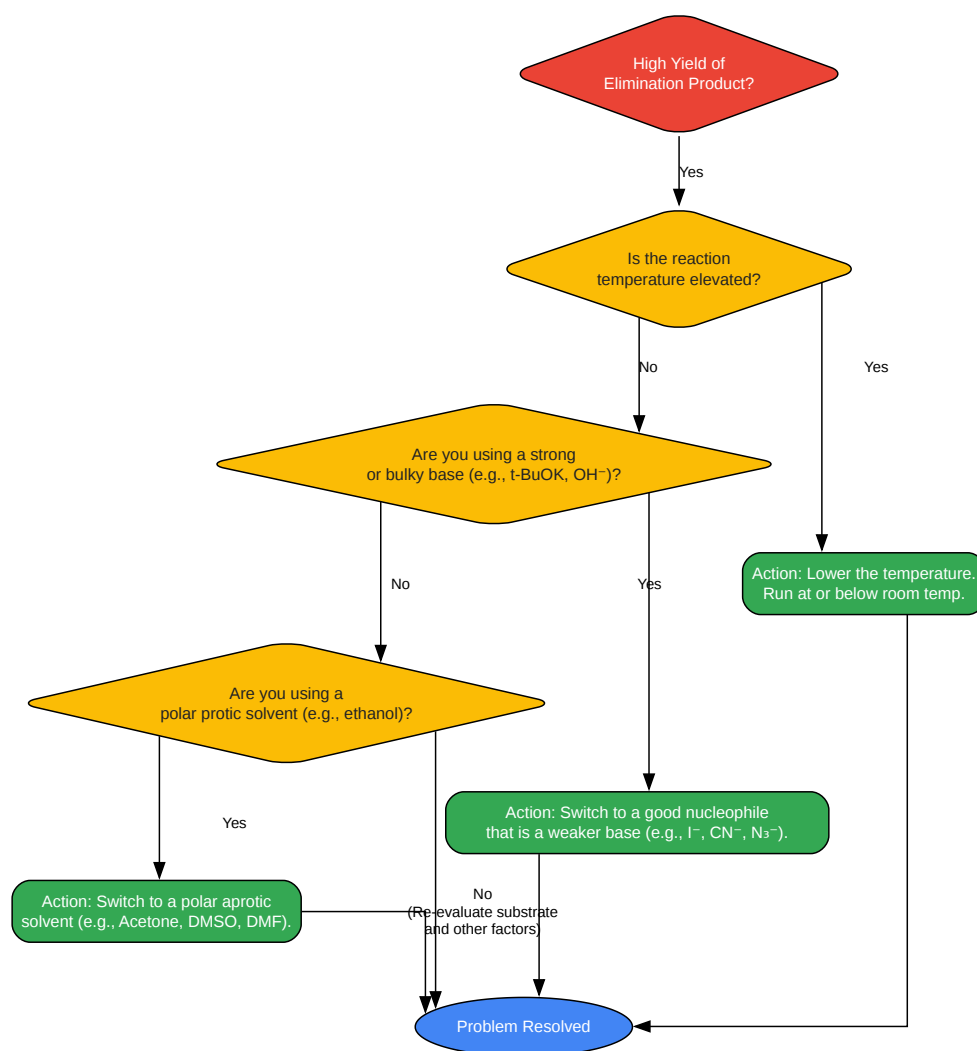 High Yield of
Elimination Product?
Yes
Is the reaction
temperature elevated?
No
Yes
Are you using a strong
or bulky base (e.g., t-BuOK, OH⁻)?
No
Yes
Action: Lower the temperature.
Run at or below room temp.
Are you using a
polar protic solvent (e.g., ethanol)?
Yes
Action: Switch to a good nucleophile
that is a weaker base (e.g., I⁻, CN⁻, N₃⁻).
Action: Switch to a polar aprotic
solvent (e.g., Acetone, DMSO, DMF).
No
(Re-evaluate substrate
and other factors)
Problem Resolved